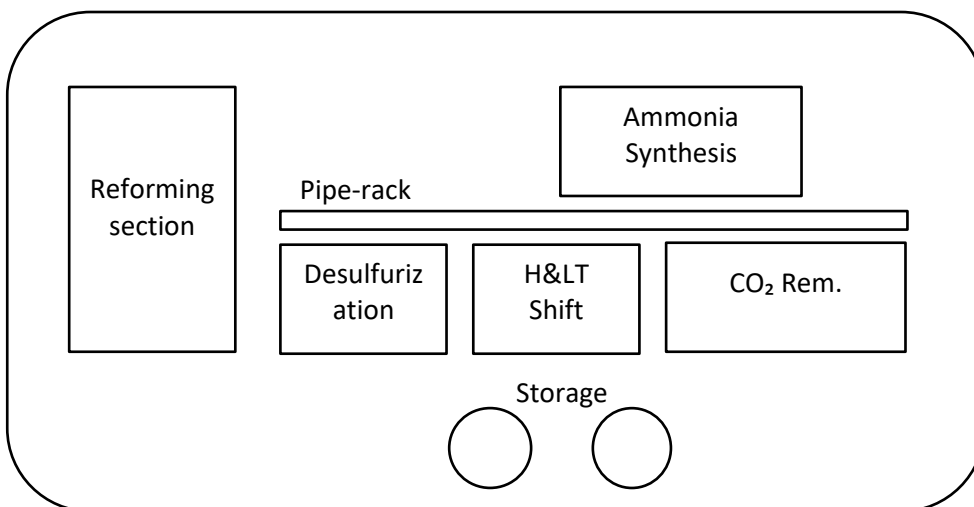 Reforming
section
Ammonia
Synthesis
Pipe-rack
Desulfuriz
ation
H&LT
Shift
CO₂ Rem.
Storage